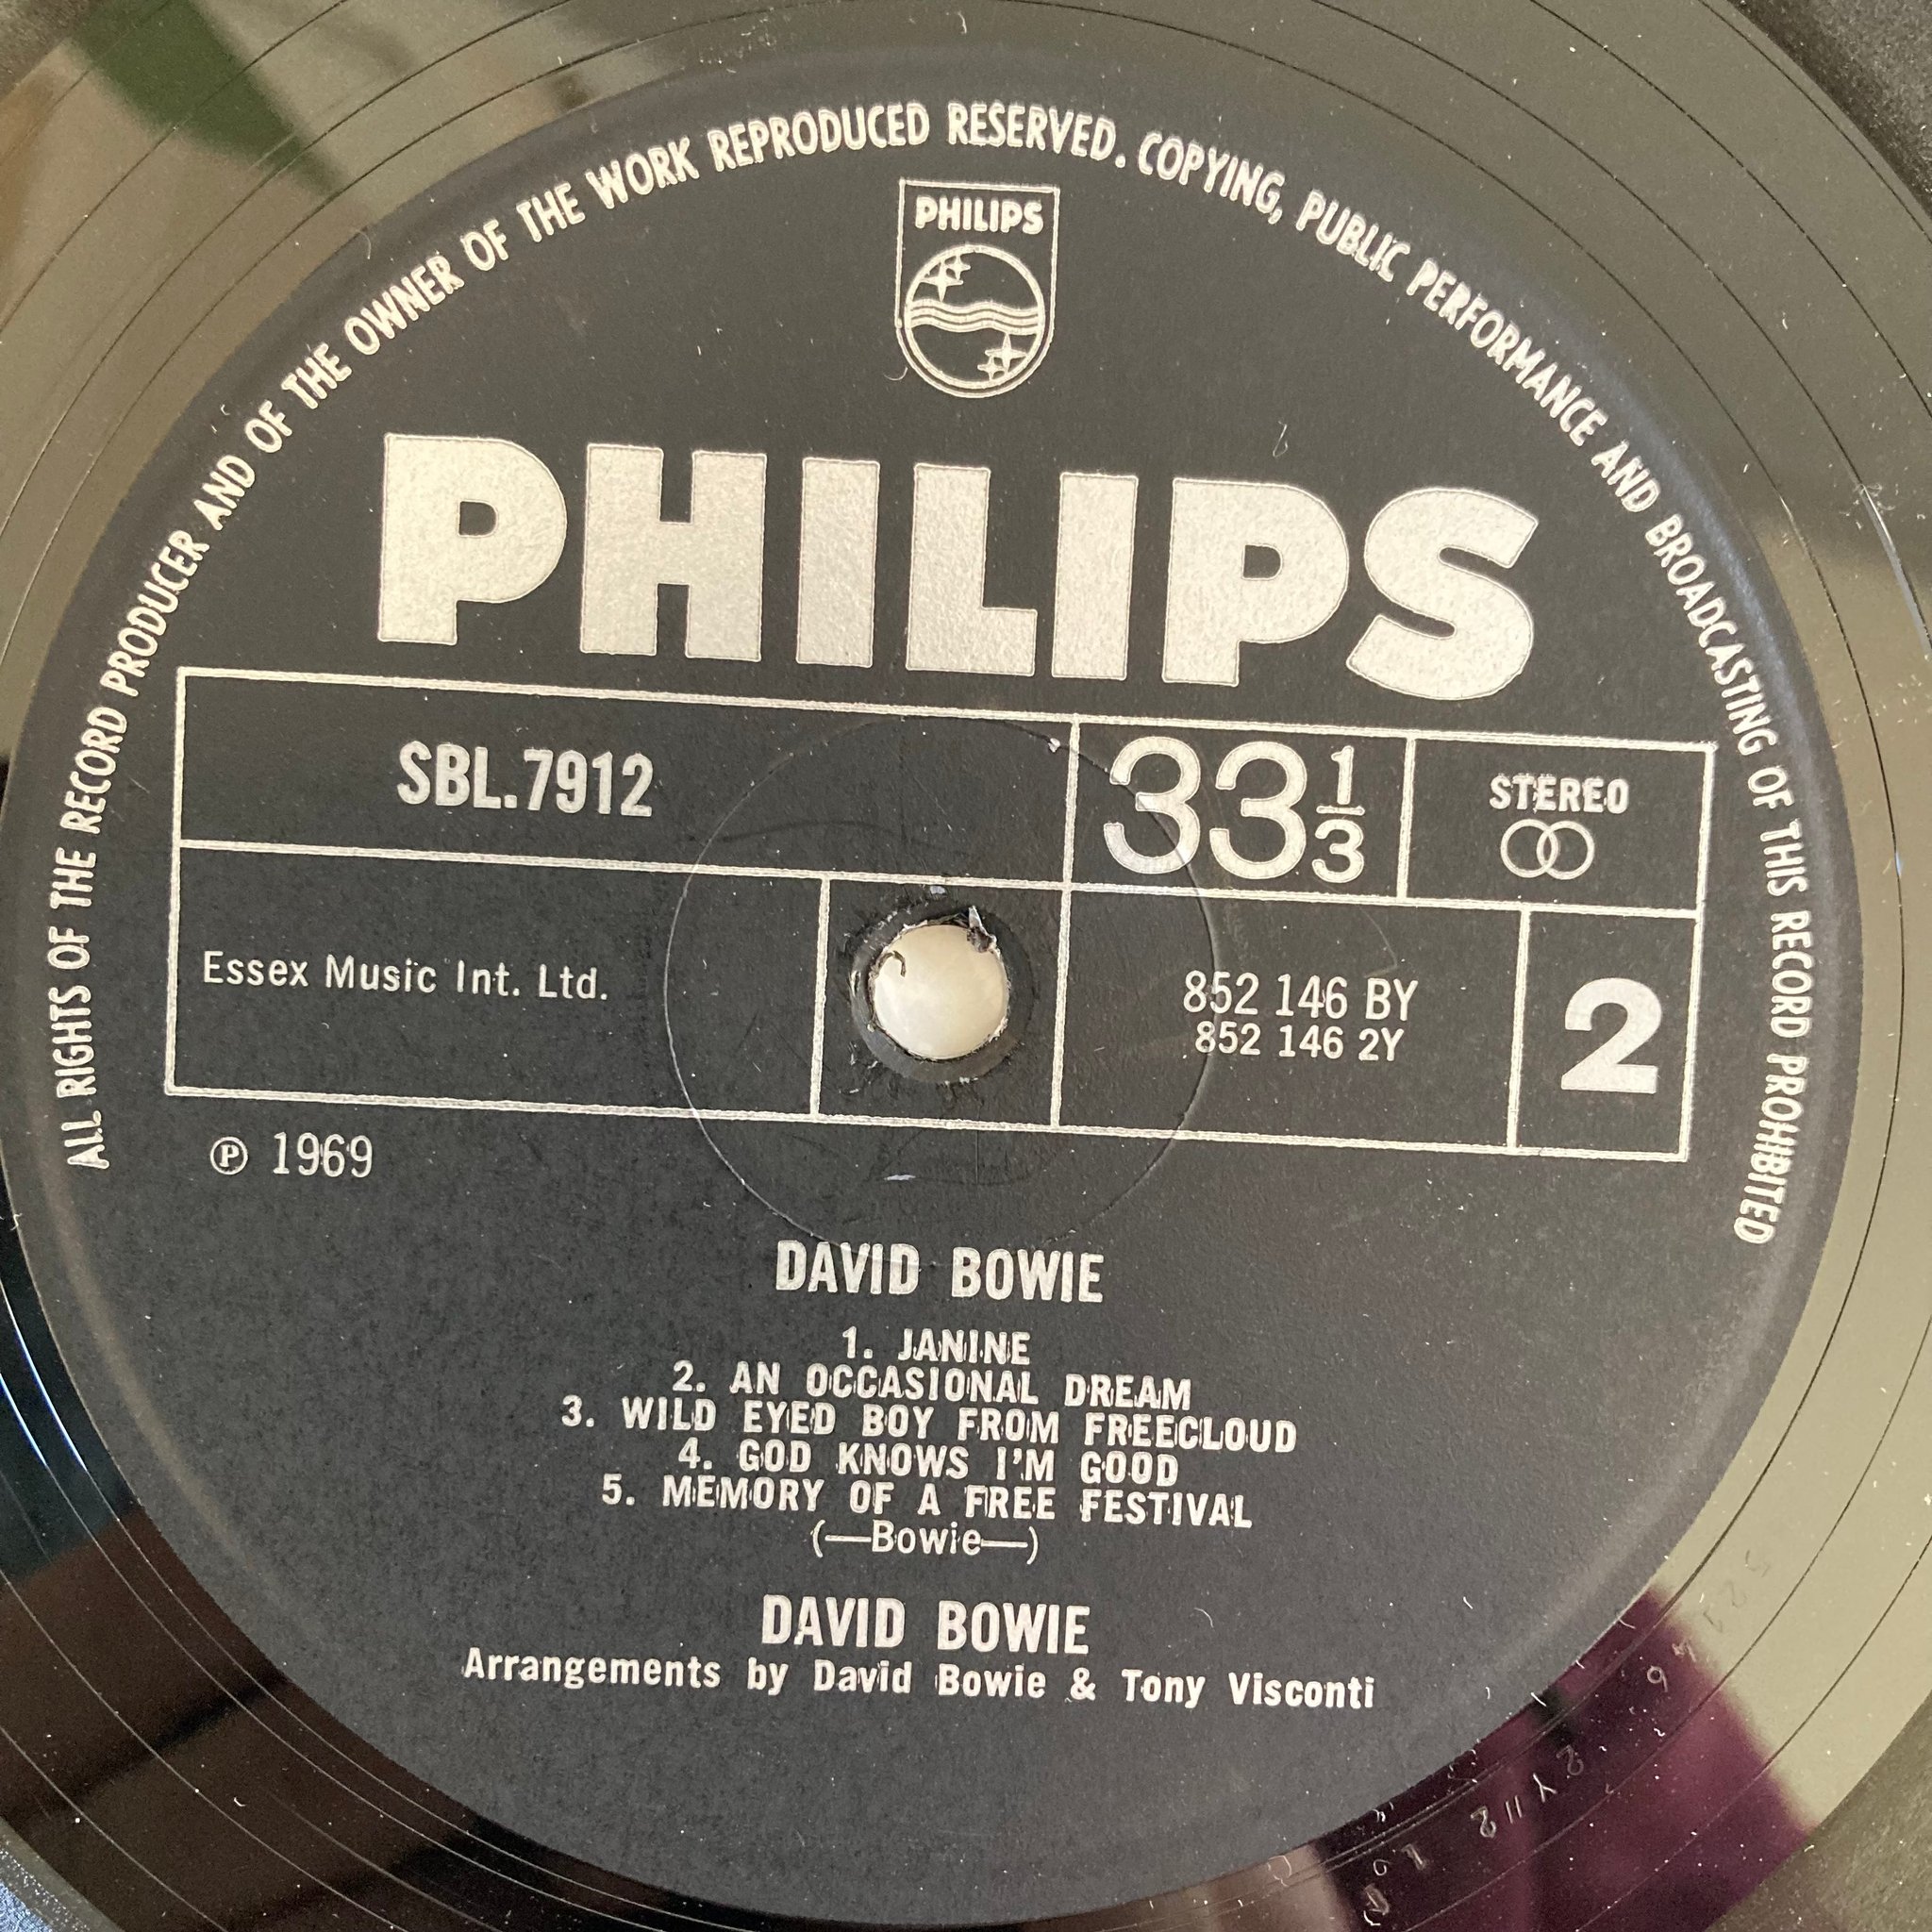 ALL RIGHTS OF THE RECORD PRODUCER AND OF THE OWNER OF THE WORK REPRODUCED RESERVED. COPYING, PUBLIC PERFORMANCE AND BROADCASTING OF THIS RECORD PROHIBITED
PHILIPS
PHILIPS
SBL.7912
33 1/3
STEREO
Essex Music Int. Ltd.
852 146 BY
852 146 2Y
2
℗ 1969
DAVID BOWIE
1. JANINE
2. AN OCCASIONAL DREAM
3. WILD EYED BOY FROM FREECLOUD
4. GOD KNOWS I'M GOOD
5. MEMORY OF A FREE FESTIVAL
(—Bowie—)
DAVID BOWIE
Arrangements by David Bowie & Tony Visconti